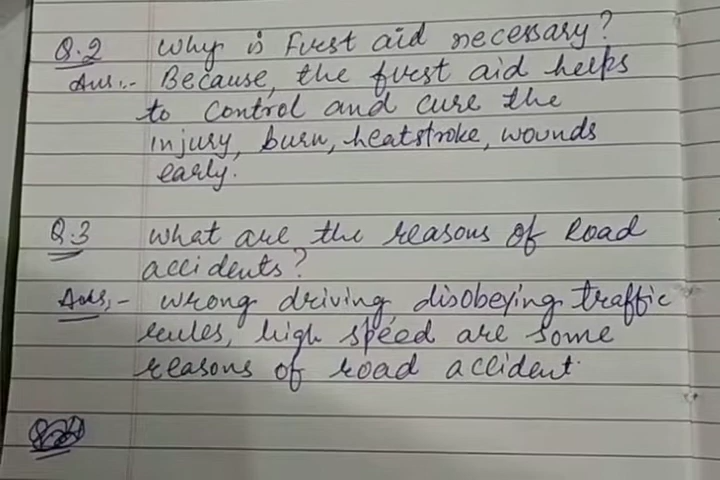 Q.2 Why is First aid necessary?
Ans:- Because, the first aid helps
to control and cure the
injury, burn, heatstroke, wounds
early.
Q.3 What are the reasons of Road
accidents?
Ans,- Wrong driving, disobeying traffic
rules, high speed are some
reasons of road accident.